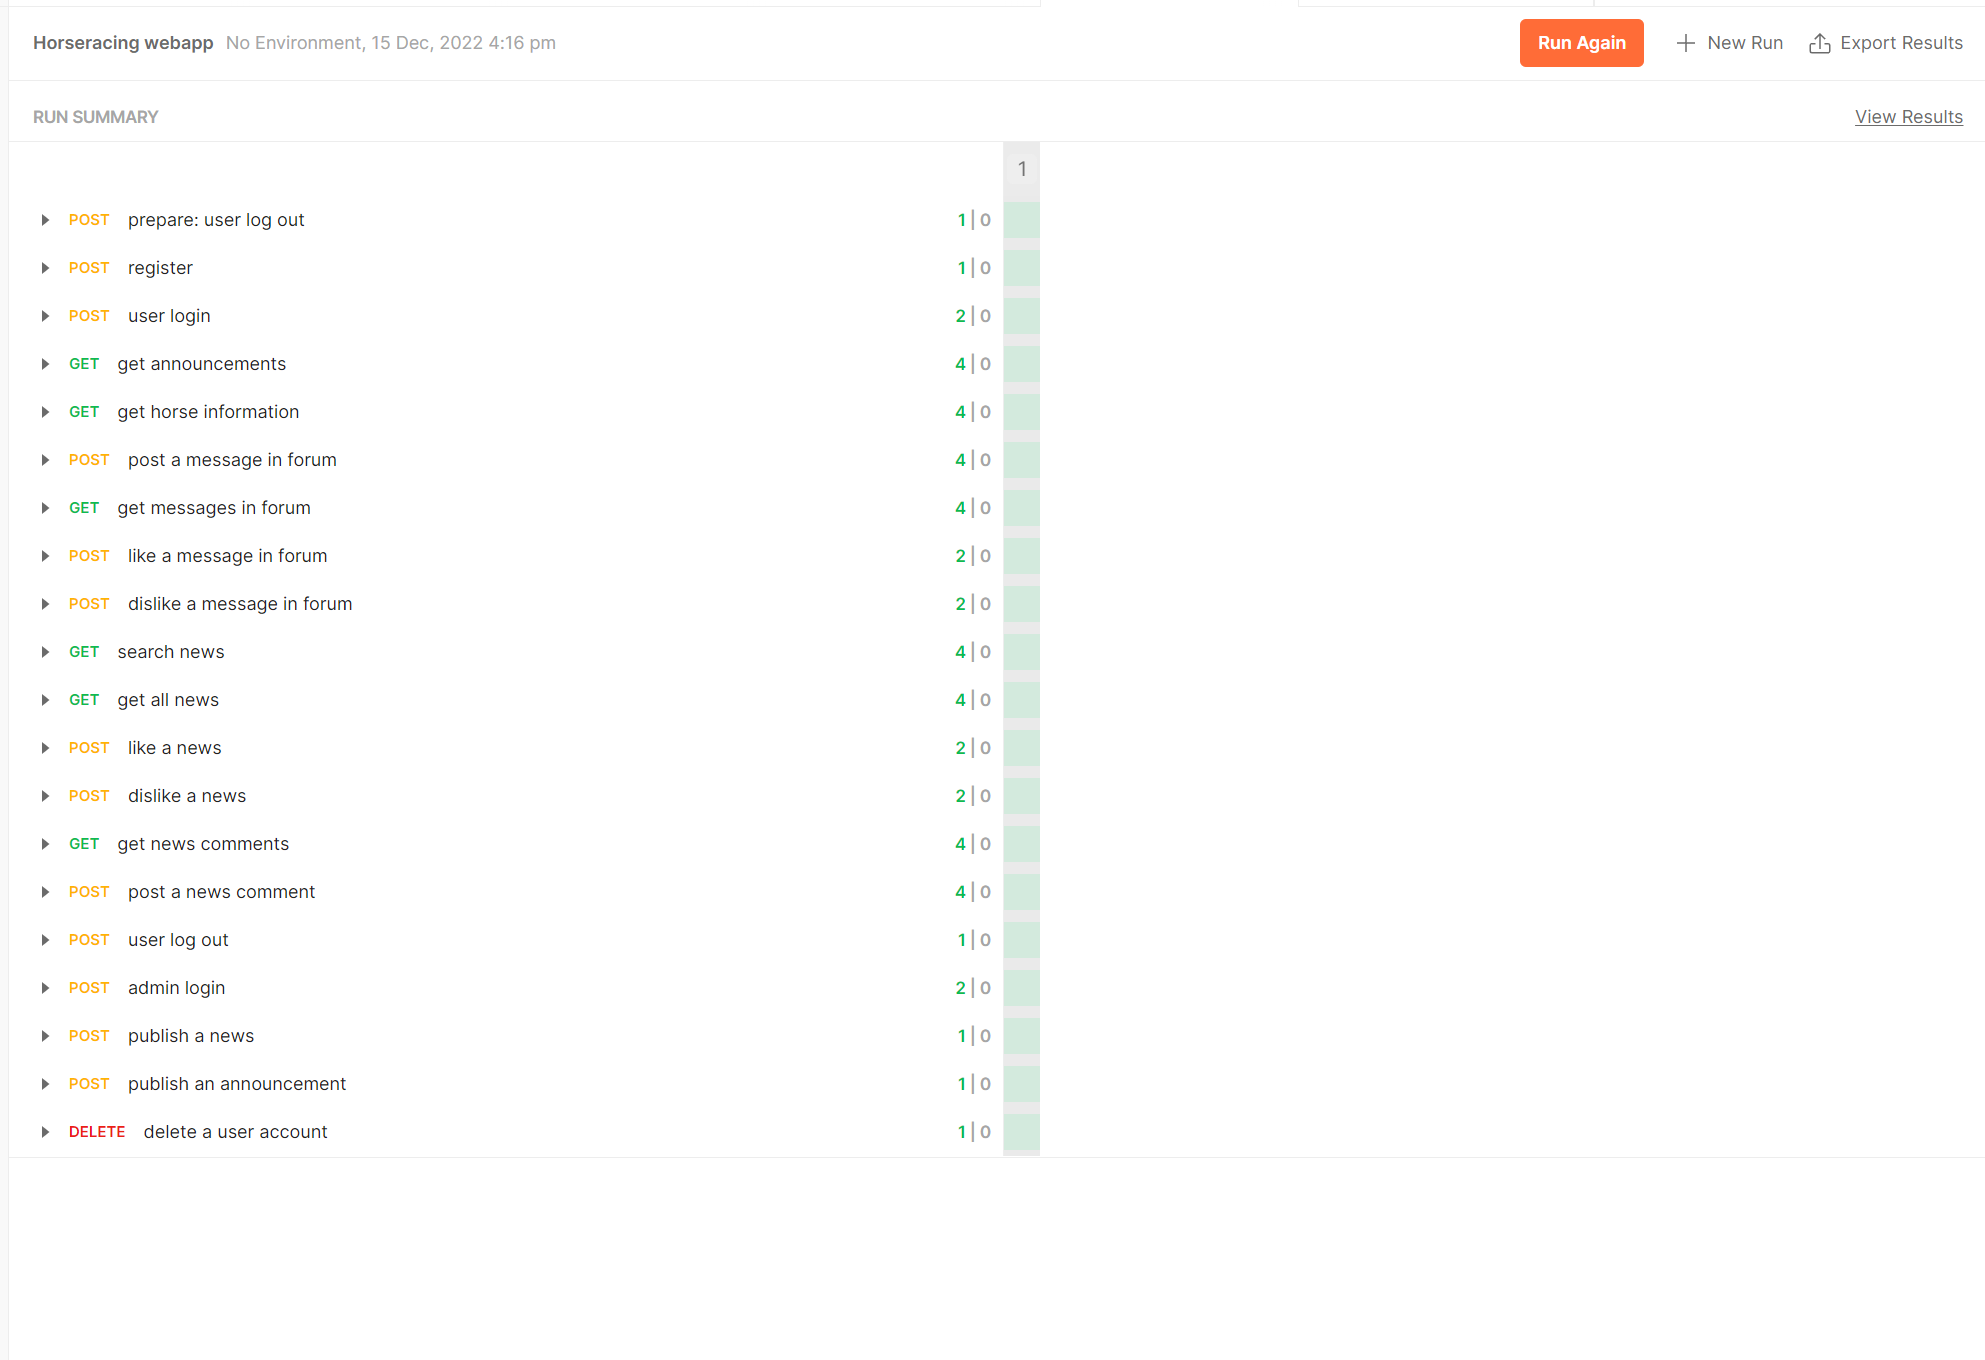 Horseracing webapp No Environment, 15 Dec, 2022 4:16 pm Run Again New Run Export Results
RUN SUMMARY View Results
1
POST prepare: user log out 1 | 0
POST register 1 | 0
POST user login 2 | 0
GET get announcements 4 | 0
GET get horse information 4 | 0
POST post a message in forum 4 | 0
GET get messages in forum 4 | 0
POST like a message in forum 2 | 0
POST dislike a message in forum 2 | 0
GET search news 4 | 0
GET get all news 4 | 0
POST like a news 2 | 0
POST dislike a news 2 | 0
GET get news comments 4 | 0
POST post a news comment 4 | 0
POST user log out 1 | 0
POST admin login 2 | 0
POST publish a news 1 | 0
POST publish an announcement 1 | 0
DELETE delete a user account 1 | 0